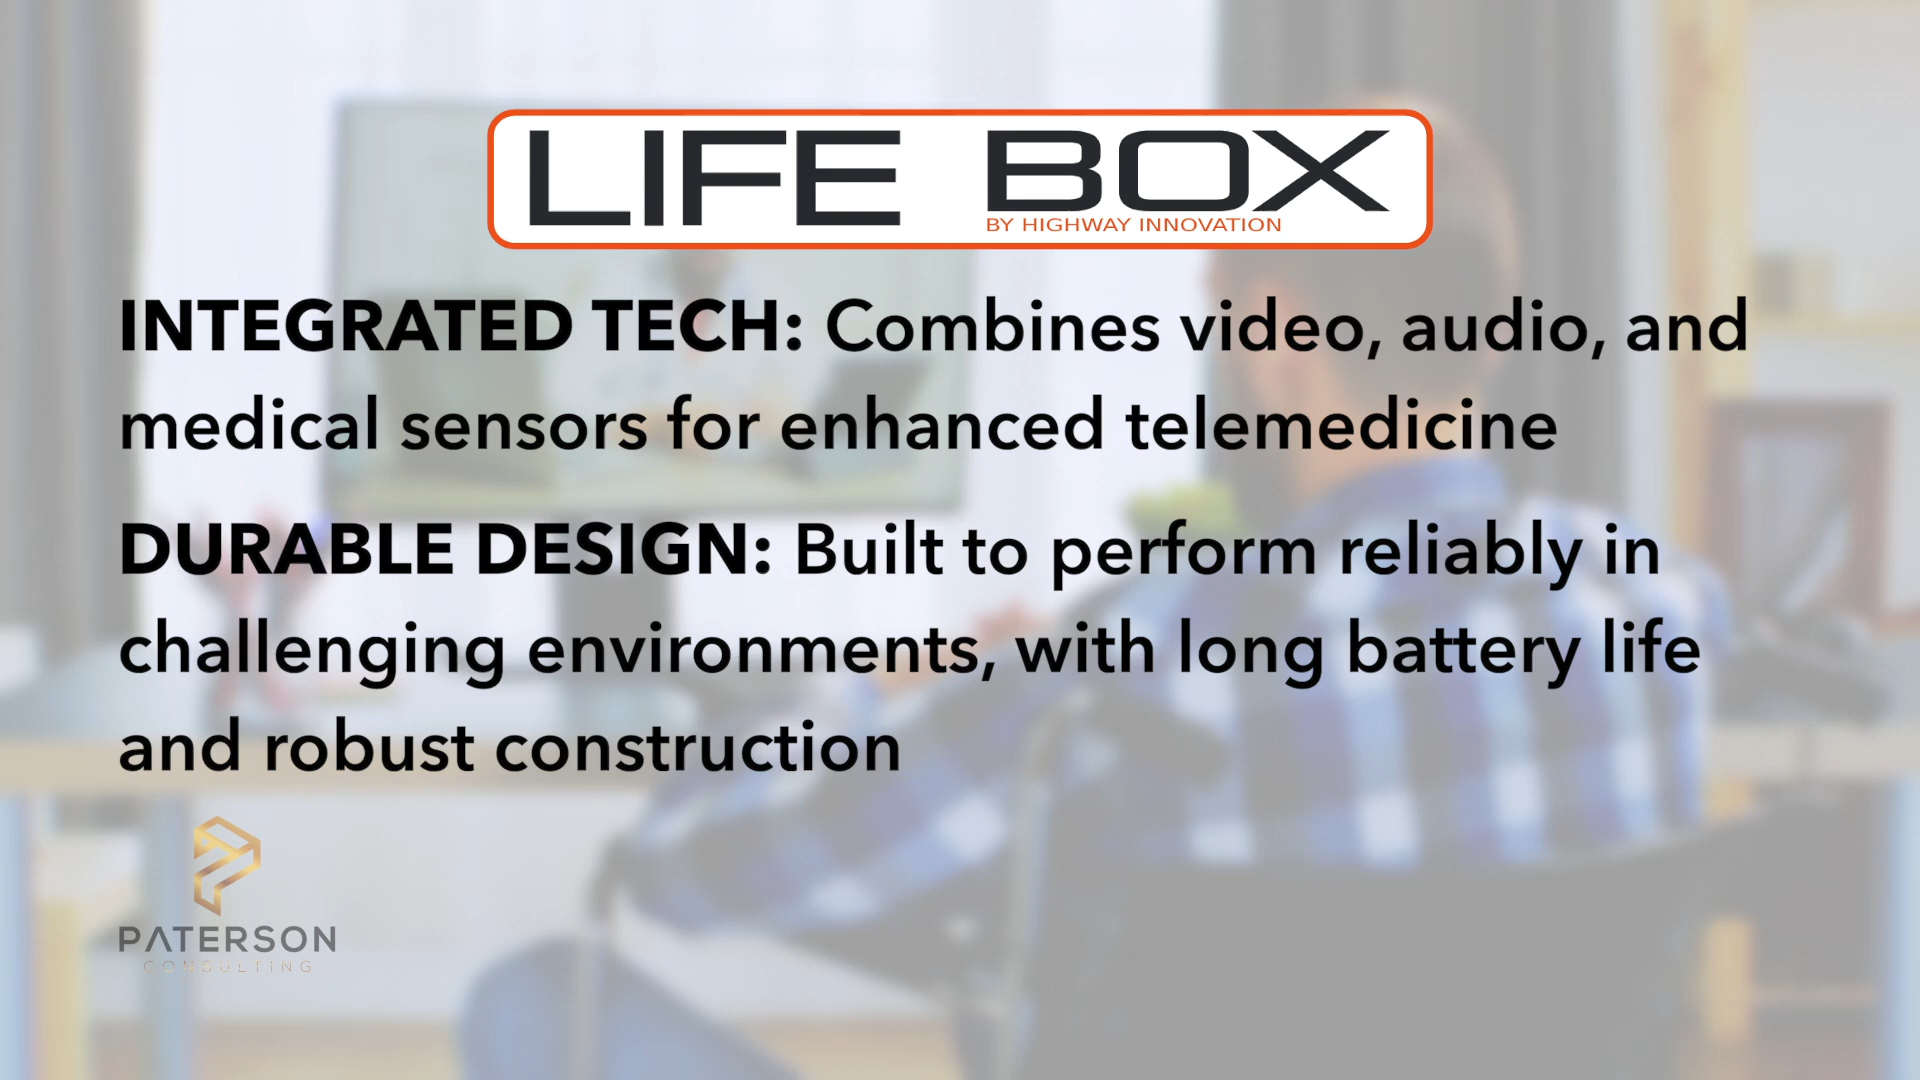 LIFE BOX
BY HIGHWAY INNOVATION
INTEGRATED TECH: Combines video, audio, and
medical sensors for enhanced telemedicine
DURABLE DESIGN: Built to perform reliably in
challenging environments, with long battery life
and robust construction
PATERSON
CONSULTING